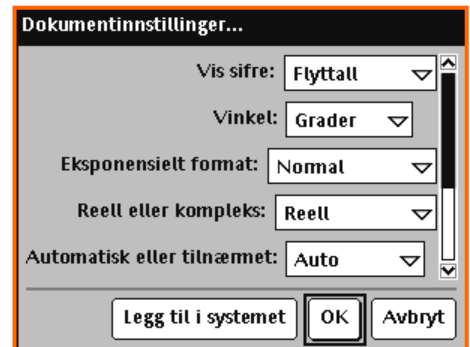 Dokumentinnstillinger...
Vis sifre: Flyttall
Vinkel: Grader
Eksponensielt format: Normal
Reell eller kompleks: Reell
Automatisk eller tilnærmet: Auto
Legg til i systemet OK Avbryt